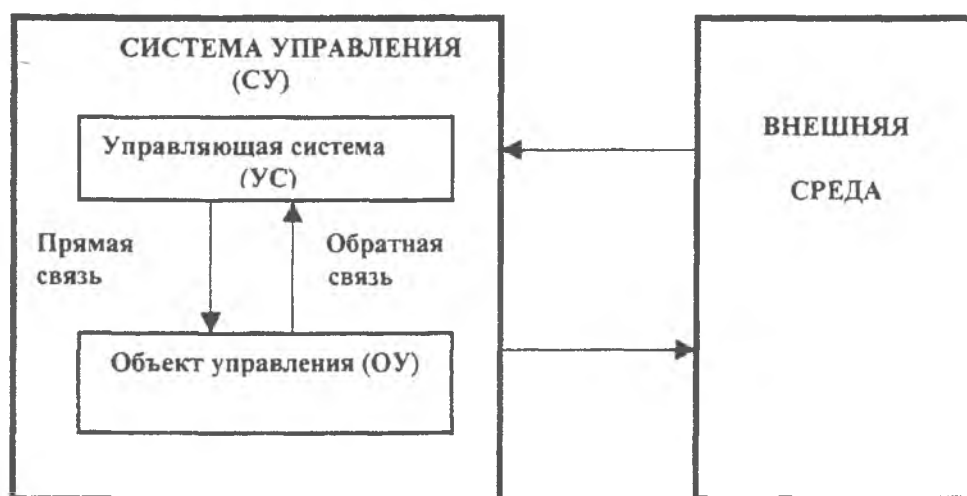 СИСТЕМА УПРАВЛЕНИЯ
(СУ)
Управляющая система
(УС)
Прямая
связь
Обратная
связь
Объект управления (ОУ)
ВНЕШНЯЯ
СРЕДА